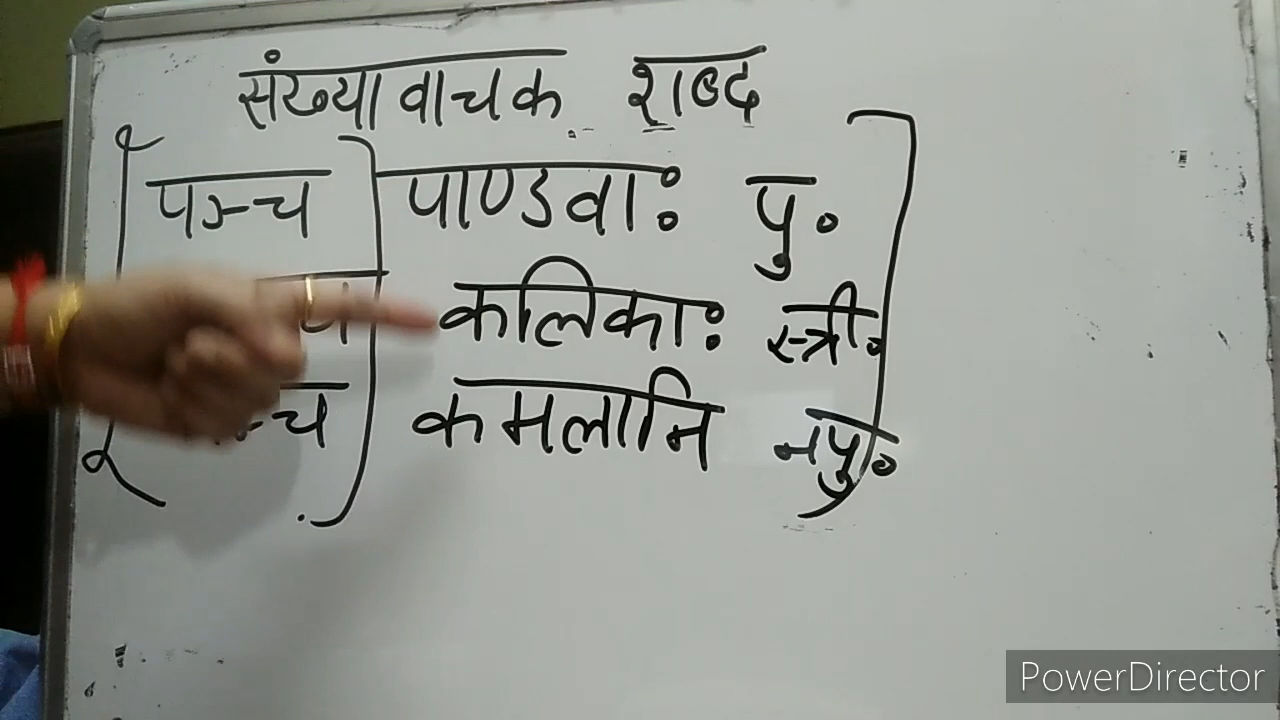 संख्यावाचक शब्द
पञ्च पाण्डवाः पु०
कलिकाः स्त्री०
कमलानि नपु०
PowerDirector